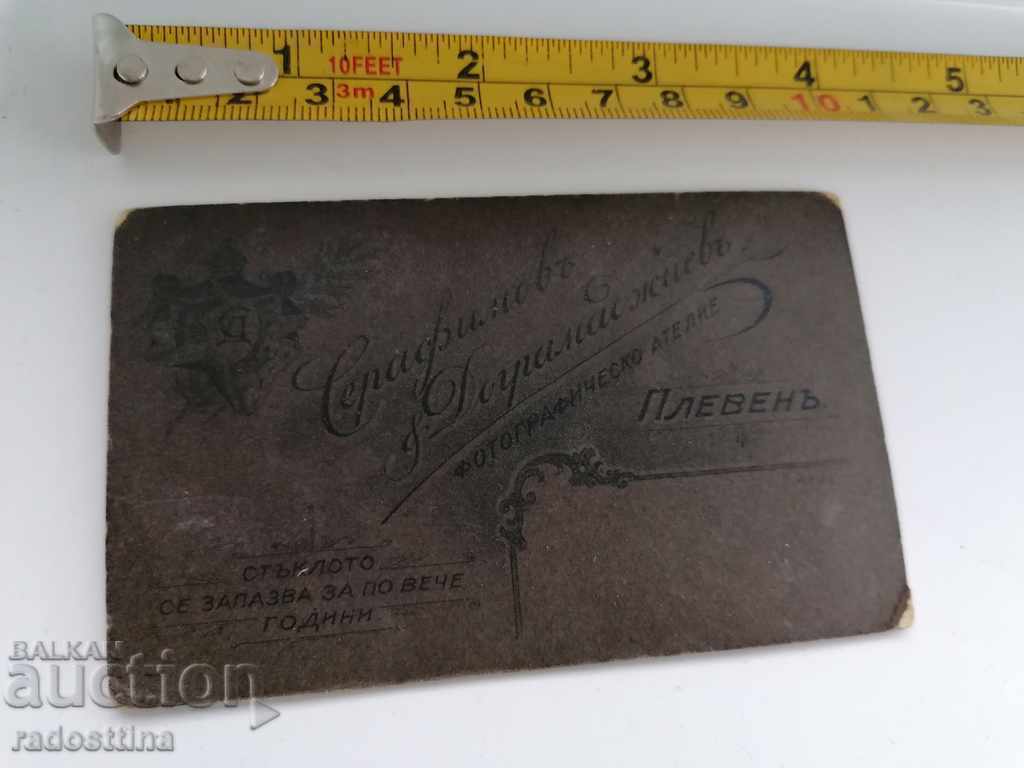 1 10FEET 2 3 4 5
2 3 3m 4 5 6 7 8 9 10 1 2 3
Серафимовъ
& Дограмаджиевъ
ФОТОГРАФИЧЕСКО АТЕЛИЕ
ПЛЕВЕНЪ.
СТЪКЛОТО
СЕ ЗАПАЗВА ЗА ПО ВЕЧЕ
ГОДИНИ.
BALKAN
auction
radosttina